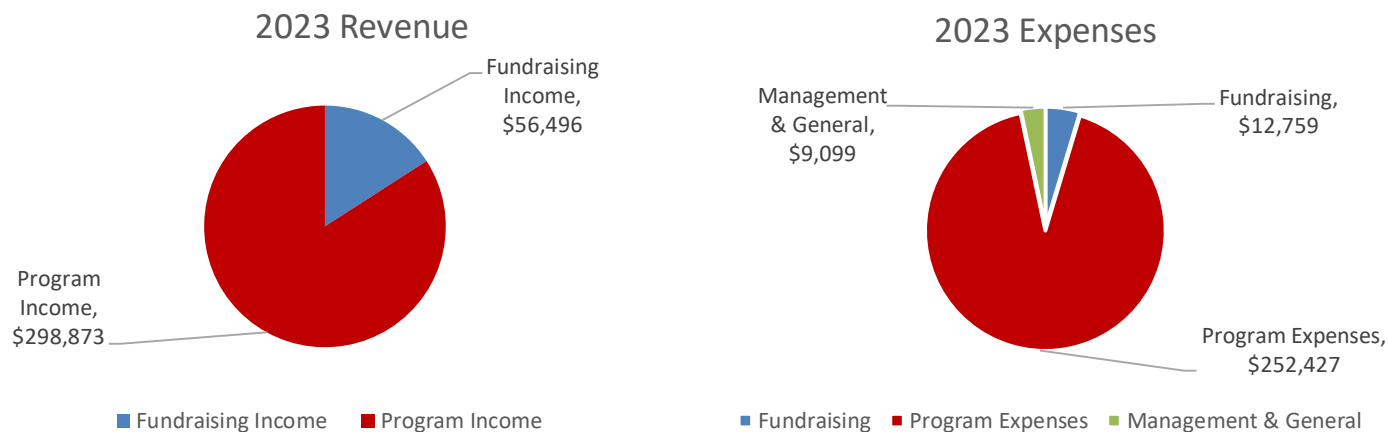 2023 Revenue
Fundraising
Income,
$56,496
Program
Income,
$298,873
Fundraising Income
Program Income
2023 Expenses
Management
& General,
$9,099
Fundraising,
$12,759
Program Expenses,
$252,427
Fundraising
Program Expenses
Management & General